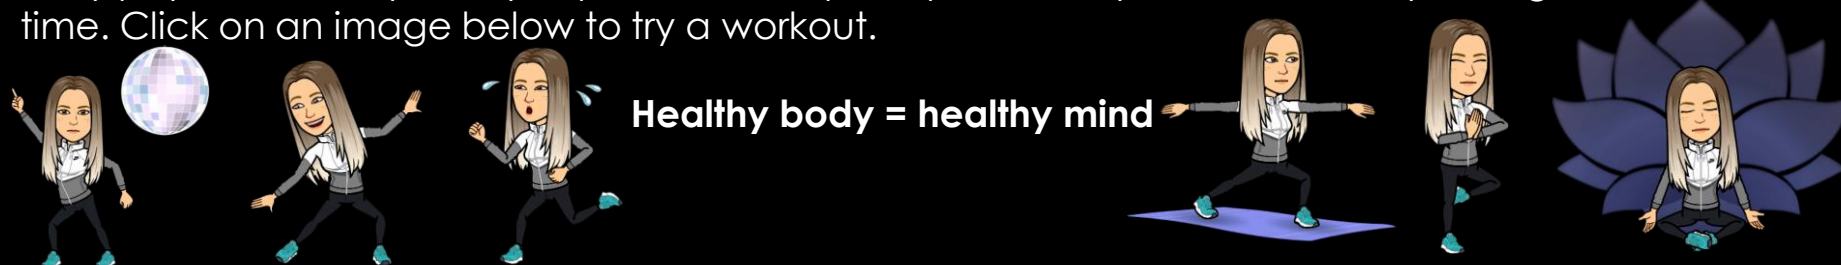 time. Click on an image below to try a workout.
Healthy body = healthy mind